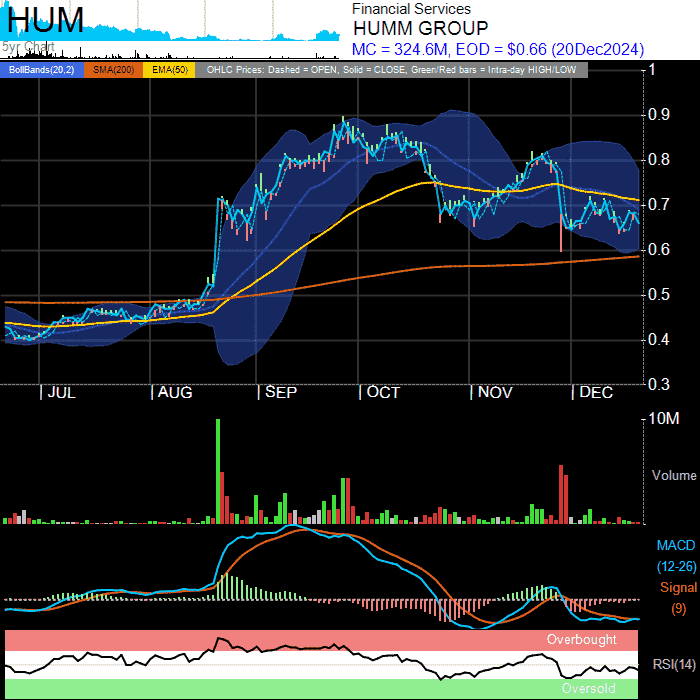 HUM
5yr Chart
Financial Services
HUMM GROUP
MC = 324.6M, EOD = $0.66 (20Dec2024)
BollBands(20,2) SMA(200) EMA(50) OHLC Prices: Dashed = OPEN, Solid = CLOSE, Green/Red bars = Intra-day HIGH/LOW
1
0.9
0.8
0.7
0.6
0.5
0.4
0.3
JUL AUG SEP OCT NOV DEC
10M
Volume
MACD
(12-26)
Signal
(9)
Overbought
RSI(14)
Oversold